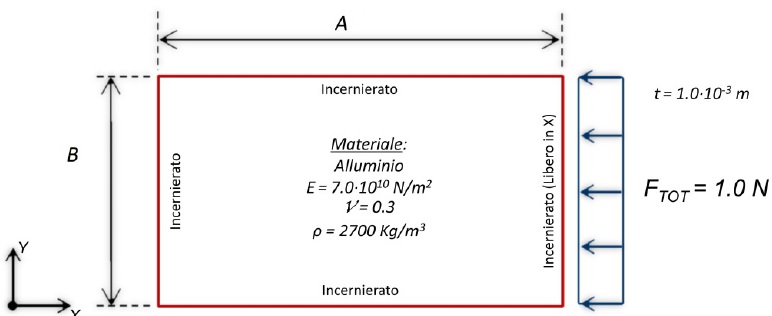 A
Incernierato
t = 1.0·10⁻³ m
B
Incernierato
Materiale:
Alluminio
E = 7.0·10¹⁰ N/m²
𝜈 = 0.3
ρ = 2700 Kg/m³
Incernierato (Libero in X)
F_TOT = 1.0 N
Incernierato
Y
X